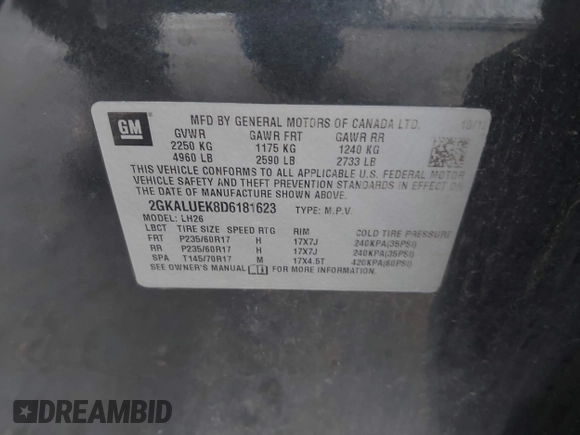 GM
MFD BY GENERAL MOTORS OF CANADA LTD.
GVWR GAWR FRT GAWR RR
2250 KG 1175 KG 1240 KG
4960 LB 2590 LB 2733 LB
THIS VEHICLE CONFORMS TO ALL APPLICABLE U.S. FEDERAL MOTOR
VEHICLE SAFETY AND THEFT PREVENTION STANDARDS IN EFFECT ON
THE DATE OF MANUFACTURE SHOWN ABOVE.
2GKALUEK8D6181623 TYPE: M.P.V.
MODEL: LH26
LBCT TIRE SIZE SPEED RTG RIM COLD TIRE PRESSURE
FRT P235/60R17 H 17X7J 240KPA(35PSI)
RR P235/60R17 H 17X7J 240KPA(35PSI)
SPA T145/70R17 M 17X4.5T 420KPA(60PSI)
SEE OWNER'S MANUAL FOR MORE INFORMATION.
DREAMBID